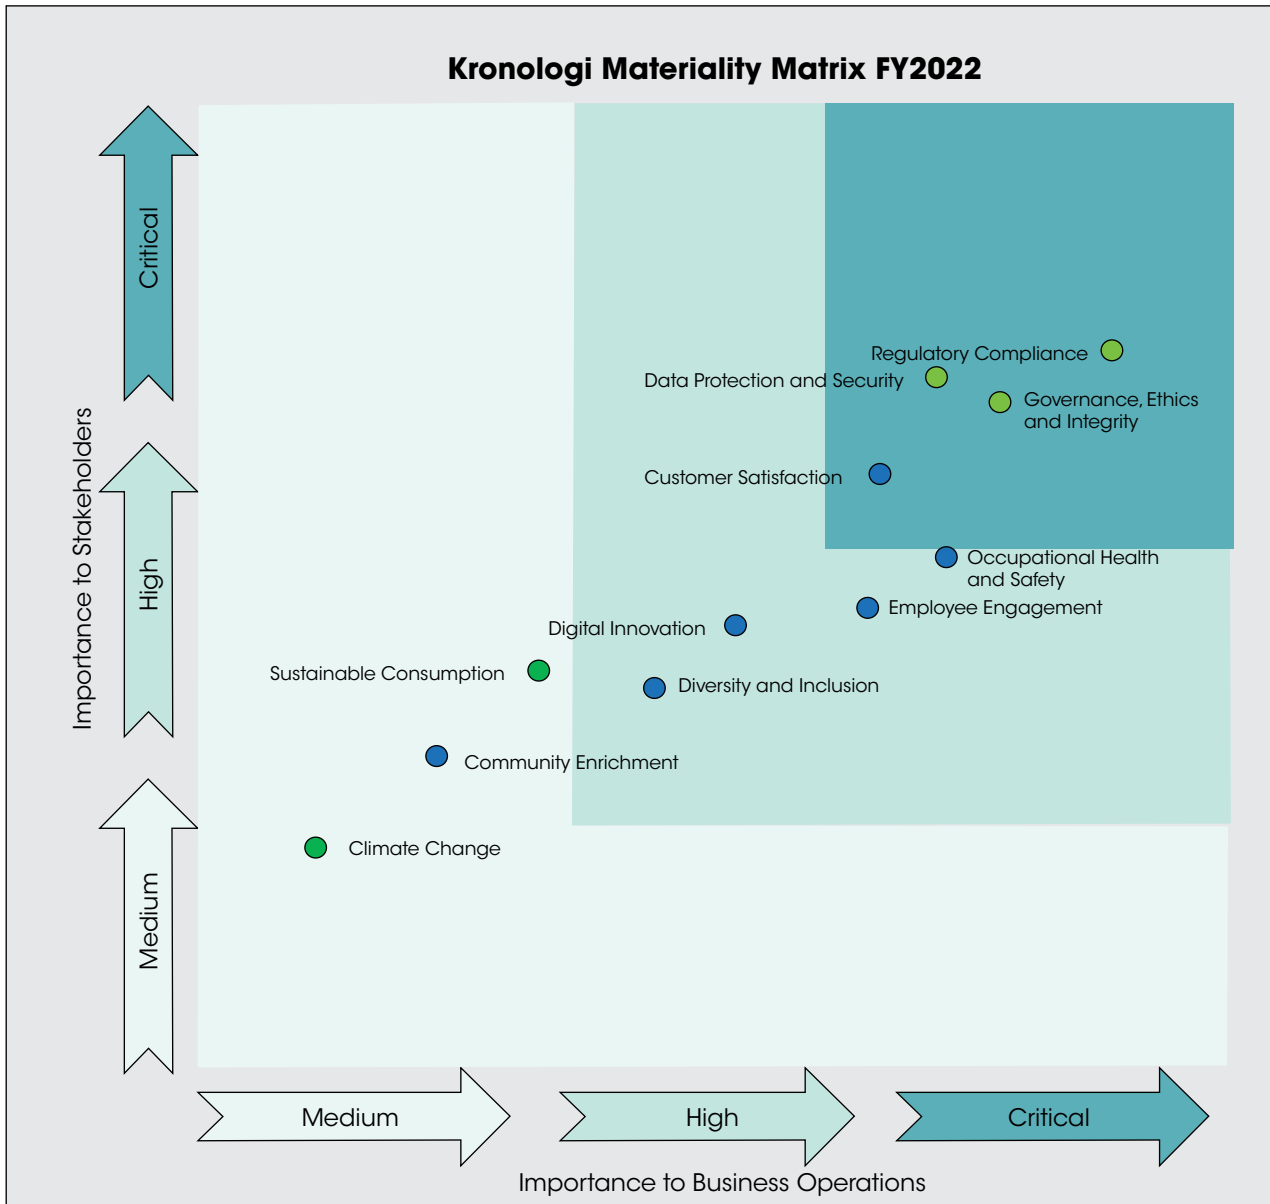 Kronologi Materiality Matrix FY2022
Critical
High
Medium
Importance to Stakeholders
Regulatory Compliance
Data Protection and Security
Governance, Ethics
and Integrity
Customer Satisfaction
Occupational Health
and Safety
Employee Engagement
Digital Innovation
Sustainable Consumption
Diversity and Inclusion
Community Enrichment
Climate Change
Medium
High
Critical
Importance to Business Operations